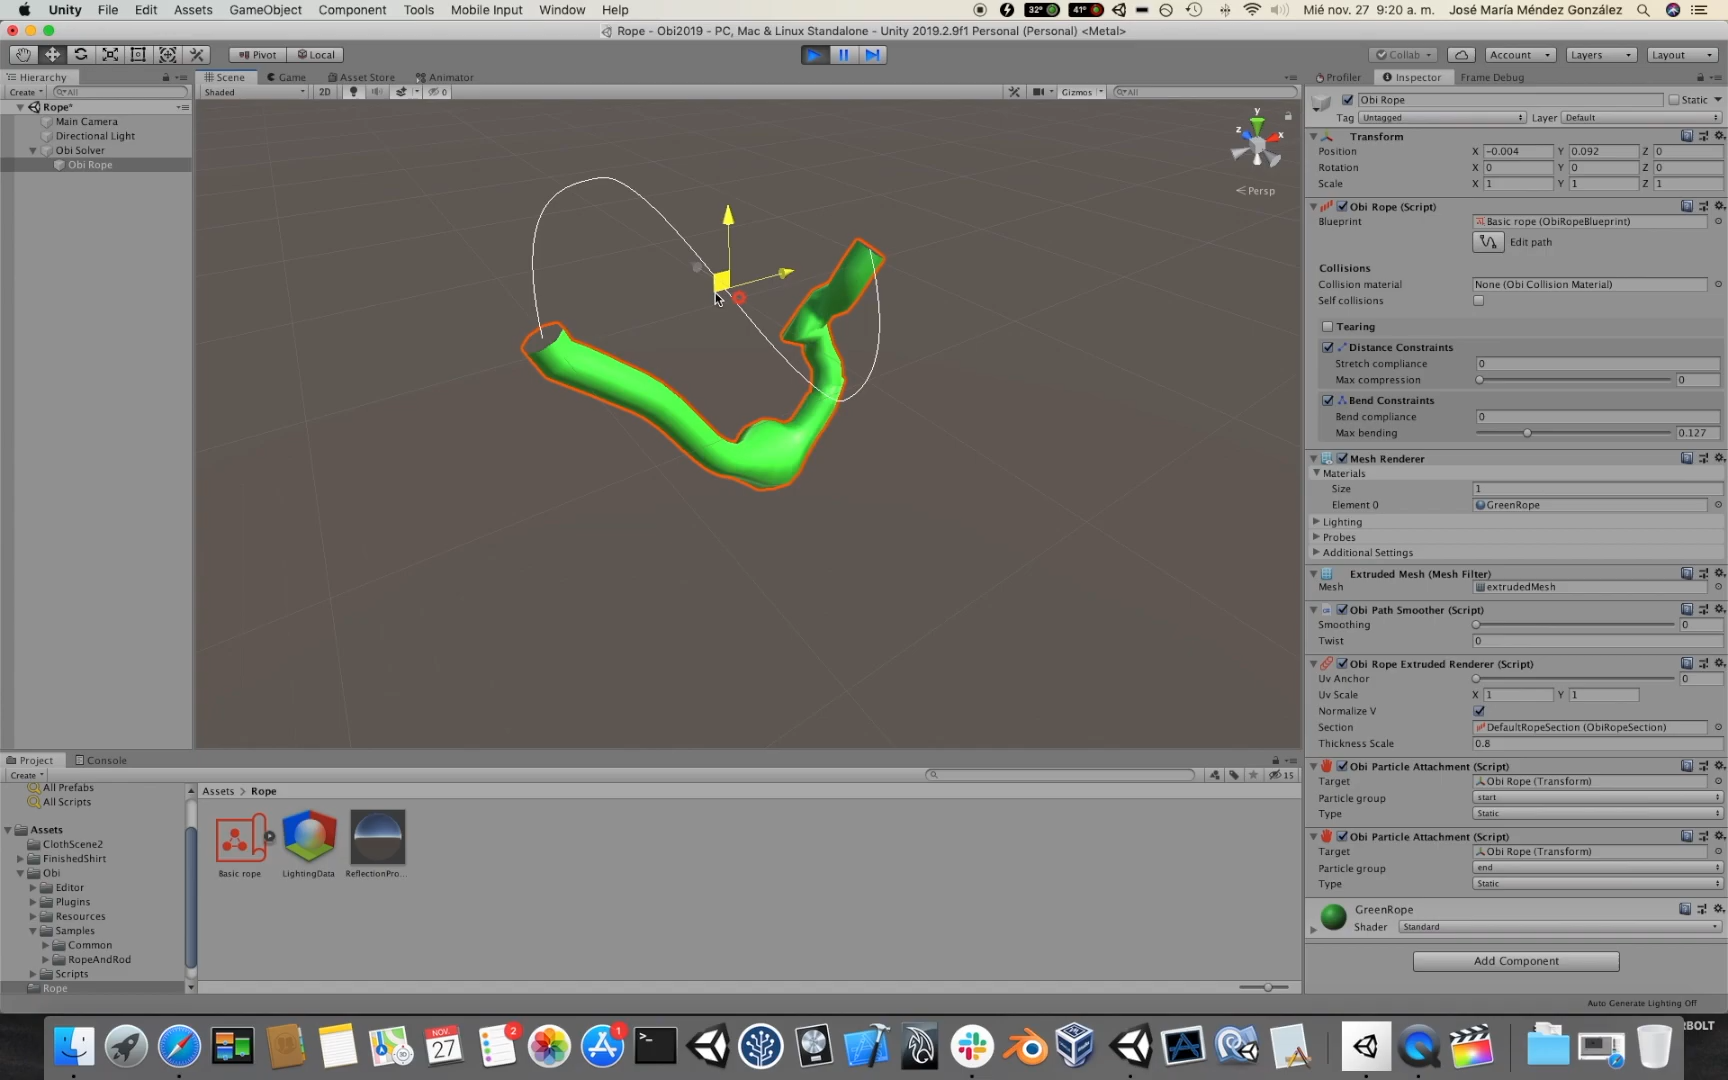 Unity File Edit Assets GameObject Component Tools Mobile Input Window Help
32° 41° Mié nov. 27 9:20 a. m. José María Méndez González
Rope - Obi2019 - PC, Mac & Linux Standalone - Unity 2019.2.9f1 Personal (Personal) <Metal>
Pivot Local
Collab Account Layers Layout
Hierarchy
Create All
Rope*
Main Camera
Directional Light
Obi Solver
Obi Rope
Scene Game Asset Store Animator
Shaded 2D 0 Gizmos All
y
z x
Persp
Profiler Inspector Frame Debug
Obi Rope Static
Tag Untagged Layer Default
Transform
Position X -0.004 Y 0.092 Z 0
Rotation X 0 Y 0 Z 0
Scale X 1 Y 1 Z 1
Obi Rope (Script)
Blueprint Basic rope (ObiRopeBlueprint)
Edit path
Collisions
Collision material None (Obi Collision Material)
Self collisions
Tearing
Distance Constraints
Stretch compliance 0
Max compression 0
Bend Constraints
Bend compliance 0
Max bending 0.127
Mesh Renderer
Materials
Size 1
Element 0 GreenRope
Lighting
Probes
Additional Settings
Extruded Mesh (Mesh Filter)
Mesh extrudedMesh
Obi Path Smoother (Script)
Smoothing 0
Twist 0
Obi Rope Extruded Renderer (Script)
Uv Anchor 0
Uv Scale X 1 Y 1
Normalize V
Section DefaultRopeSection (ObiRopeSection)
Thickness Scale 0.8
Obi Particle Attachment (Script)
Target Obi Rope (Transform)
Particle group start
Type Static
Obi Particle Attachment (Script)
Target Obi Rope (Transform)
Particle group end
Type Static
GreenRope
Shader Standard
Add Component
Auto Generate Lighting Off
Project Console
Create 15
All Prefabs
All Scripts
Assets
ClothScene2
FinishedShirt
Obi
Editor
Plugins
Resources
Samples
Common
RopeAndRod
Scripts
Rope
Assets > Rope
Basic rope LightingData ReflectionPro...
NOV.
27
2
1
RBOLT